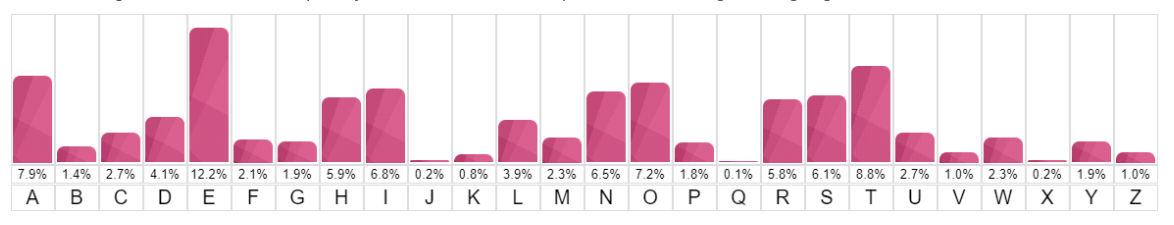 7.9% 1.4% 2.7% 4.1% 12.2% 2.1% 1.9% 5.9% 6.8% 0.2% 0.8% 3.9% 2.3% 6.5% 7.2% 1.8% 0.1% 5.8% 6.1% 8.8% 2.7% 1.0% 2.3% 0.2% 1.9% 1.0%
A B C D E F G H I J K L M N O P Q R S T U V W X Y Z